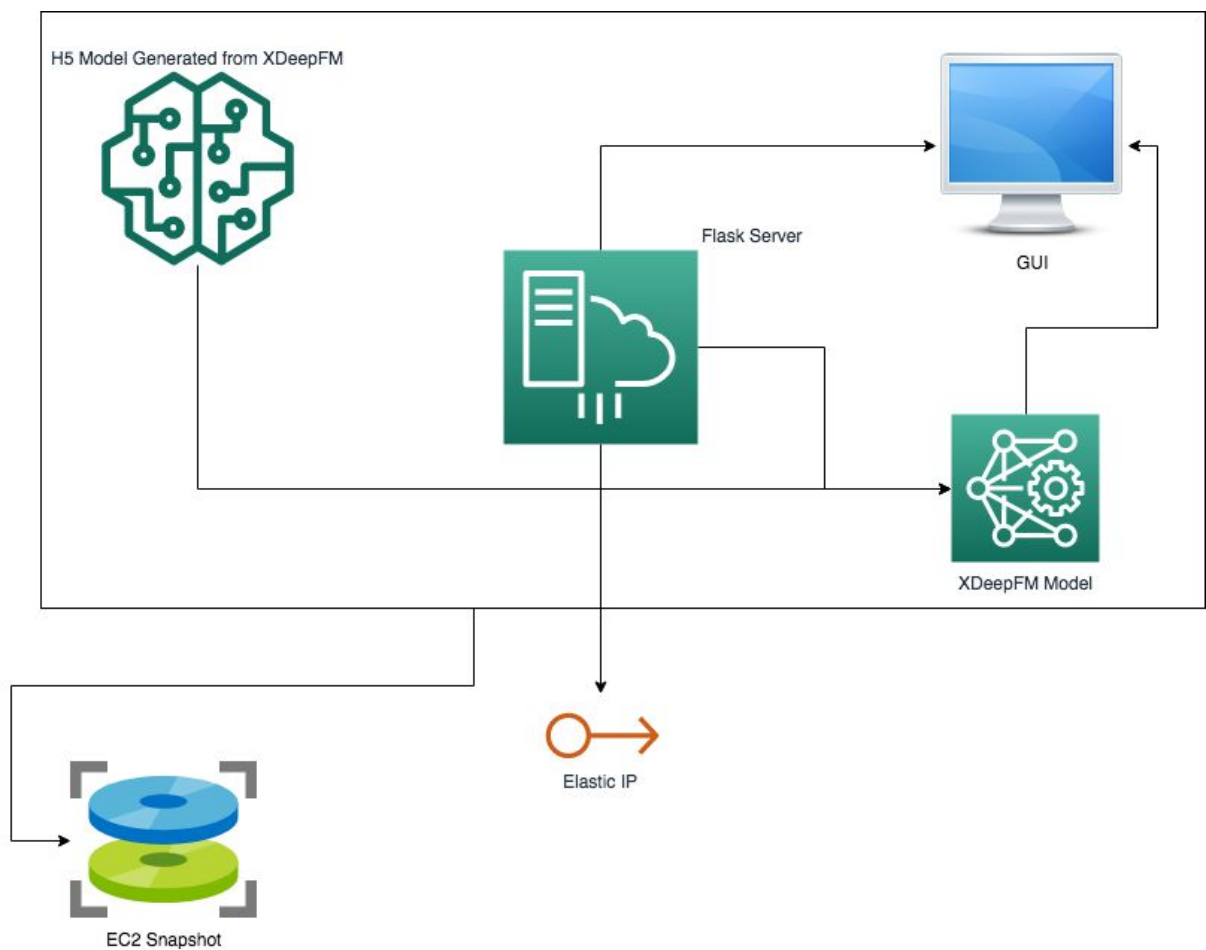 H5 Model Generated from XDeepFM
Flask Server
GUI
XDeepFM Model
Elastic IP
EC2 Snapshot